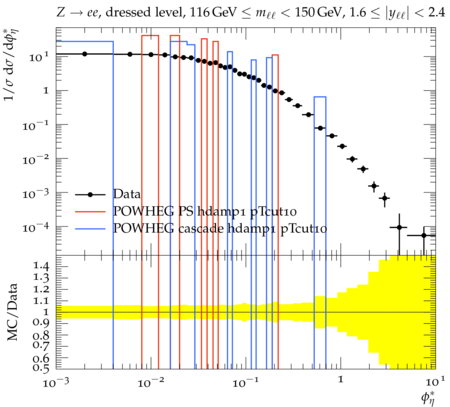 Z → ee, dressed level, 116 GeV ≤ mℓℓ < 150 GeV, 1.6 ≤ |yℓℓ| < 2.4
1/σ dσ/dφ*η
10¹
1
10⁻¹
10⁻²
10⁻³
10⁻⁴
Data
POWHEG PS hdamp1 pTcut10
POWHEG cascade hdamp1 pTcut10
MC/Data
1.4
1.3
1.2
1.1
1
0.9
0.8
0.7
0.6
0.5
10⁻³ 10⁻² 10⁻¹ 1 10¹
φ*η